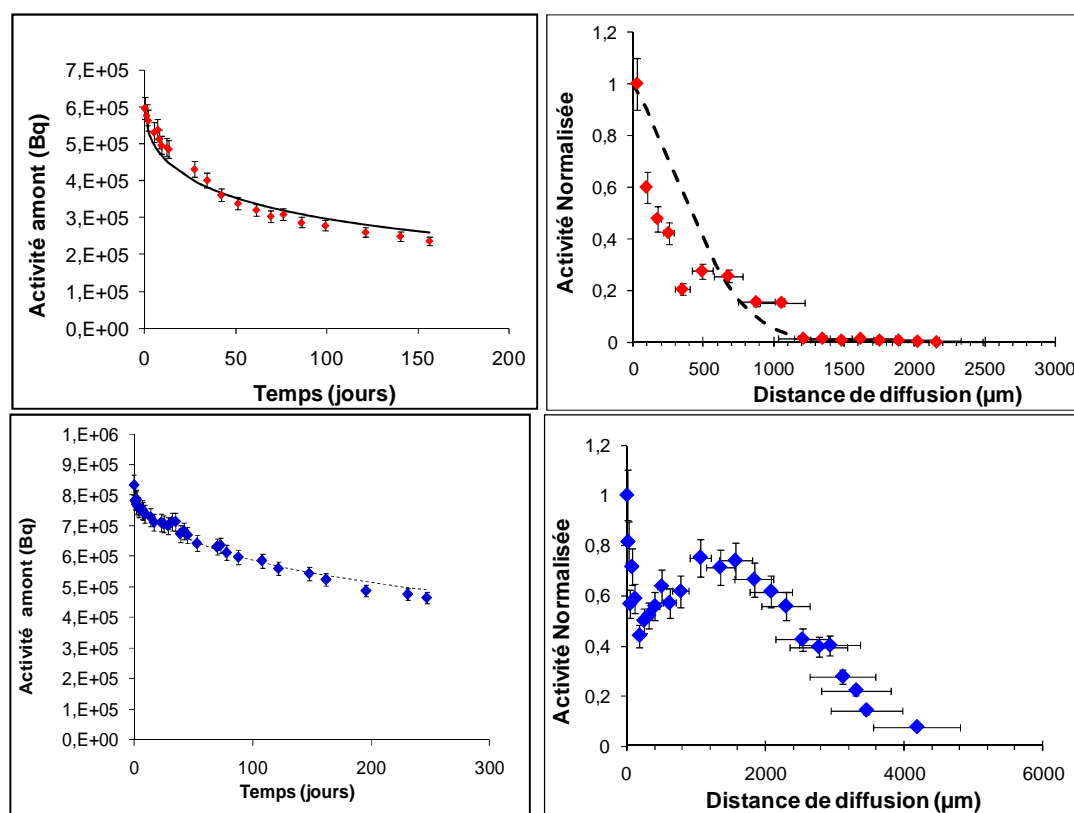 7,E+05
6,E+05
5,E+05
4,E+05
3,E+05
2,E+05
1,E+05
0,E+00
Activité amont (Bq)
0 50 100 150 200
Temps (jours)
1,2
1
0,8
0,6
0,4
0,2
0
Activité Normalisée
0 500 1000 1500 2000 2500 3000
Distance de diffusion (µm)
1,E+06
9,E+05
8,E+05
7,E+05
6,E+05
5,E+05
4,E+05
3,E+05
2,E+05
1,E+05
0,E+00
Activité amont (Bq)
0 100 200 300
Temps (jours)
1,2
1
0,8
0,6
0,4
0,2
0
Activité Normalisée
0 2000 4000 6000
Distance de diffusion (µm)